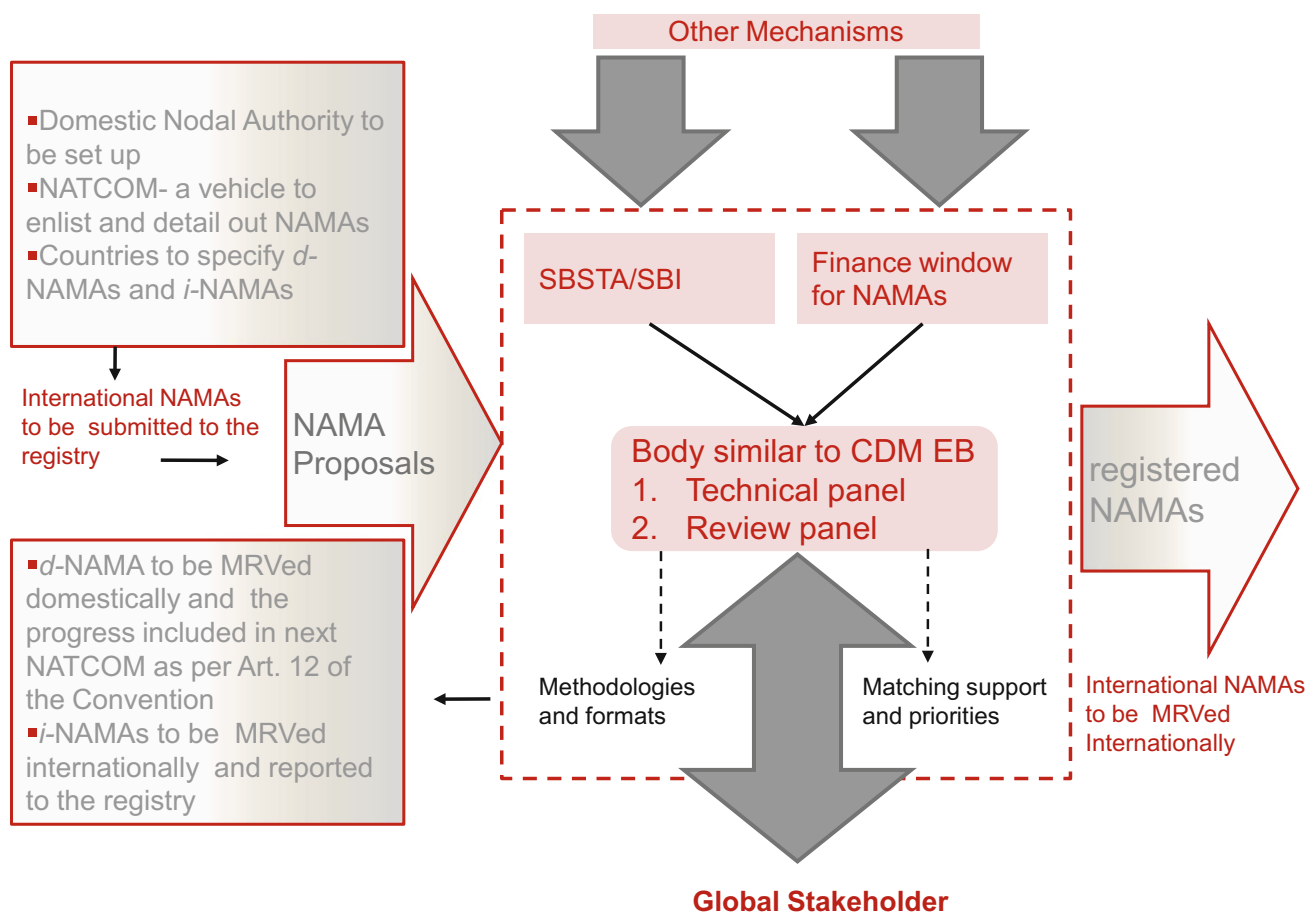 Other Mechanisms
▪Domestic Nodal Authority to
be set up
▪NATCOM- a vehicle to
enlist and detail out NAMAs
▪Countries to specify d-
NAMAs and i-NAMAs
International NAMAs
to be submitted to the
registry
NAMA
Proposals
▪d-NAMA to be MRVed
domestically and the
progress included in next
NATCOM as per Art. 12 of
the Convention
▪i-NAMAs to be MRVed
internationally and reported
to the registry
SBSTA/SBI
Finance window
for NAMAs
Body similar to CDM EB
1. Technical panel
2. Review panel
Methodologies
and formats
Matching support
and priorities
registered
NAMAs
International NAMAs
to be MRVed
Internationally
Global Stakeholder